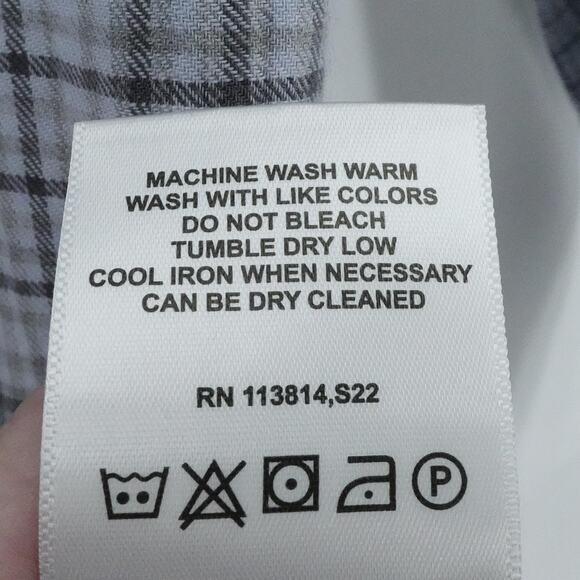 MACHINE WASH WARM
WASH WITH LIKE COLORS
DO NOT BLEACH
TUMBLE DRY LOW
COOL IRON WHEN NECESSARY
CAN BE DRY CLEANED
RN 113814,S22
P